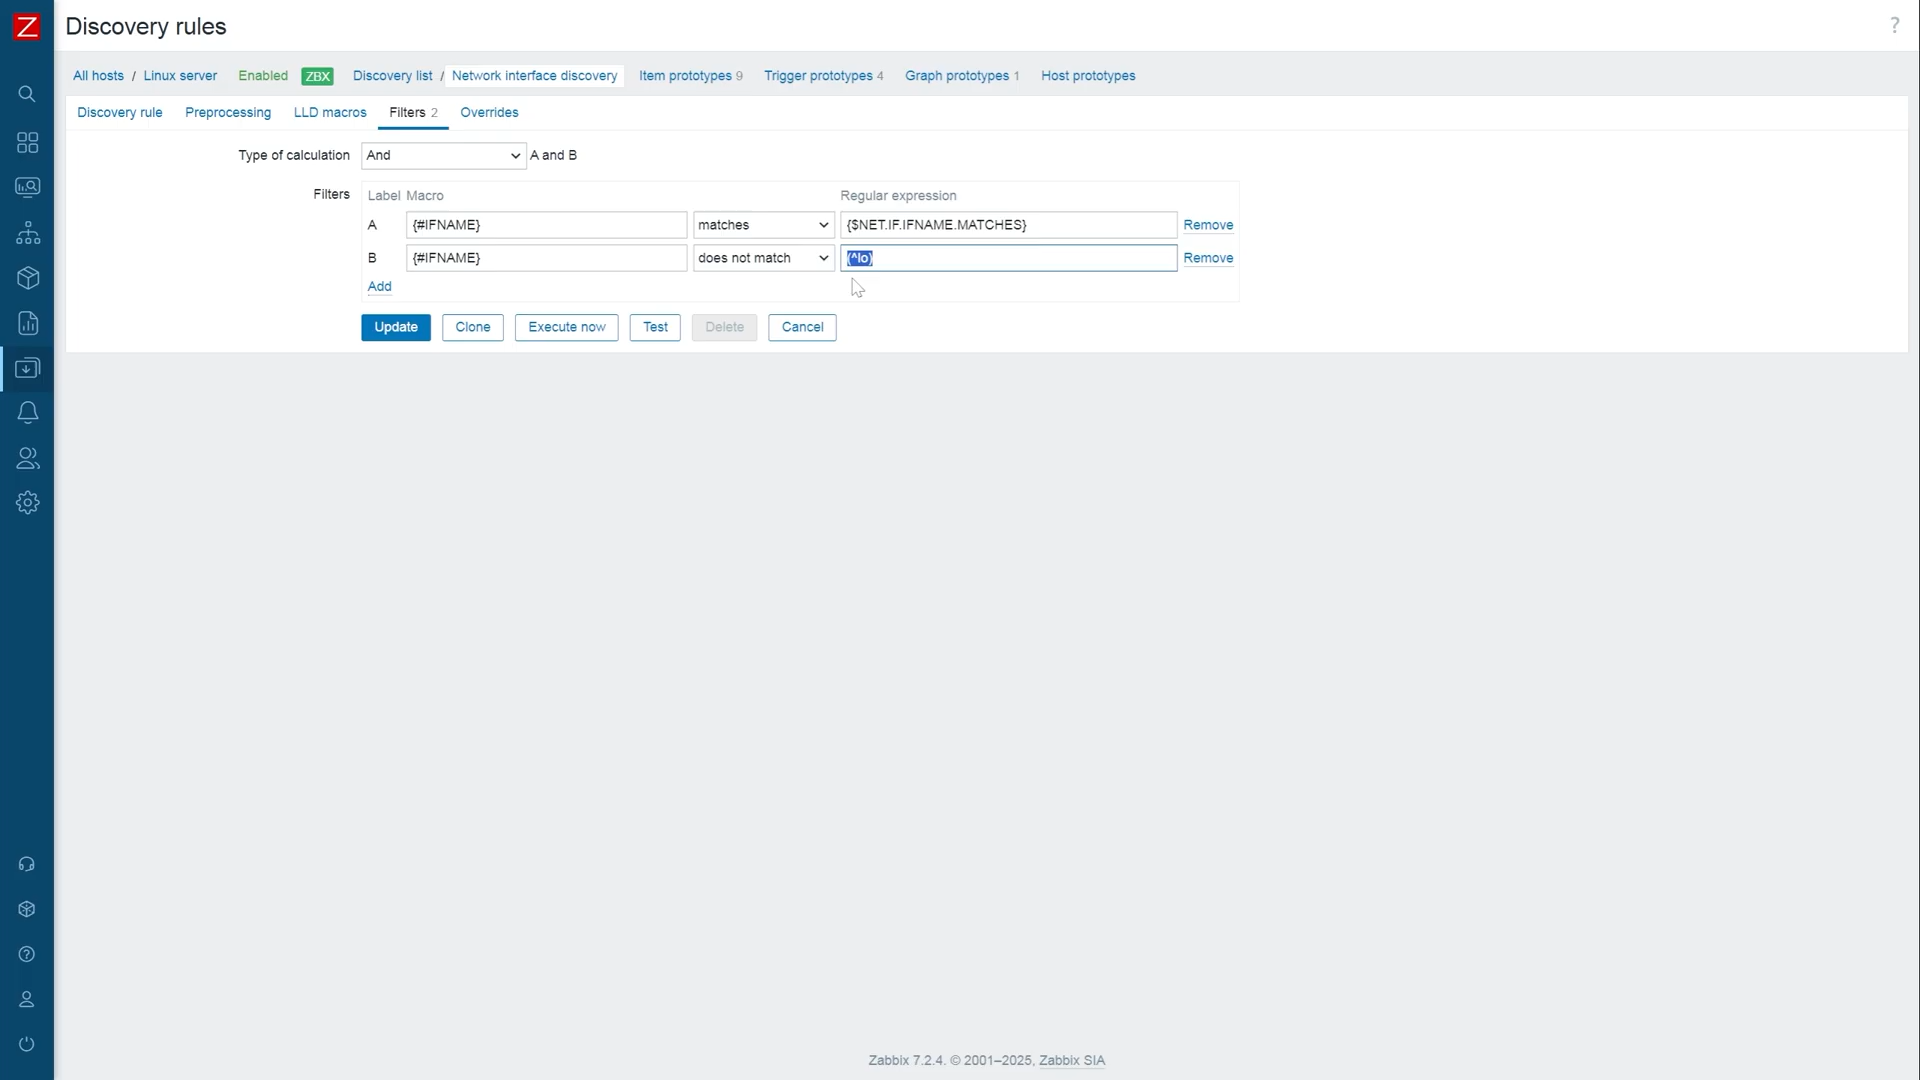 Z Discovery rules ?
All hosts / Linux server Enabled ZBX Discovery list / Network interface discovery Item prototypes 9 Trigger prototypes 4 Graph prototypes 1 Host prototypes
Discovery rule Preprocessing LLD macros Filters 2 Overrides
Type of calculation And A and B
Filters Label Macro Regular expression
A {#IFNAME} matches {$NET.IF.IFNAME.MATCHES} Remove
B {#IFNAME} does not match (^lo) Remove
Add
Update Clone Execute now Test Delete Cancel
Zabbix 7.2.4. © 2001–2025, Zabbix SIA